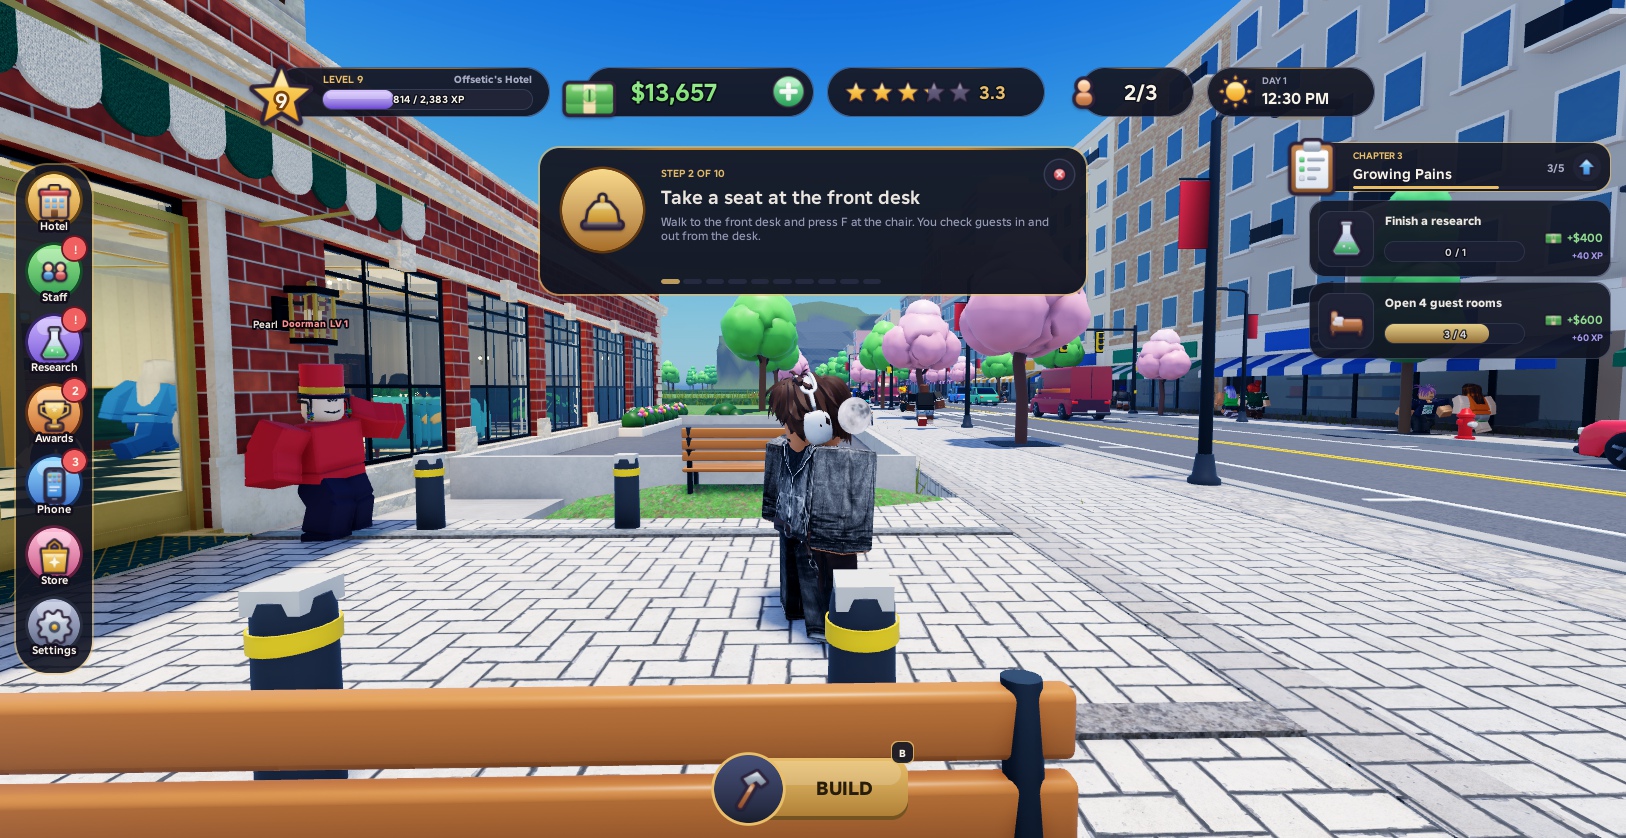 LEVEL 9
Offsetic's Hotel
9
814 / 2,383 XP
$13,657
3.3
2/3
DAY 1
12:30 PM
STEP 2 OF 10
Take a seat at the front desk
Walk to the front desk and press F at the chair. You check guests in and
out from the desk.
CHAPTER 3
Growing Pains
3/5
Finish a research
0 / 1
+$400
+40 XP
Open 4 guest rooms
3 / 4
+$600
+60 XP
Hotel
!
Staff
!
Research
2
Awards
3
Phone
Store
Settings
Pearl Doorman LV 1
B
BUILD